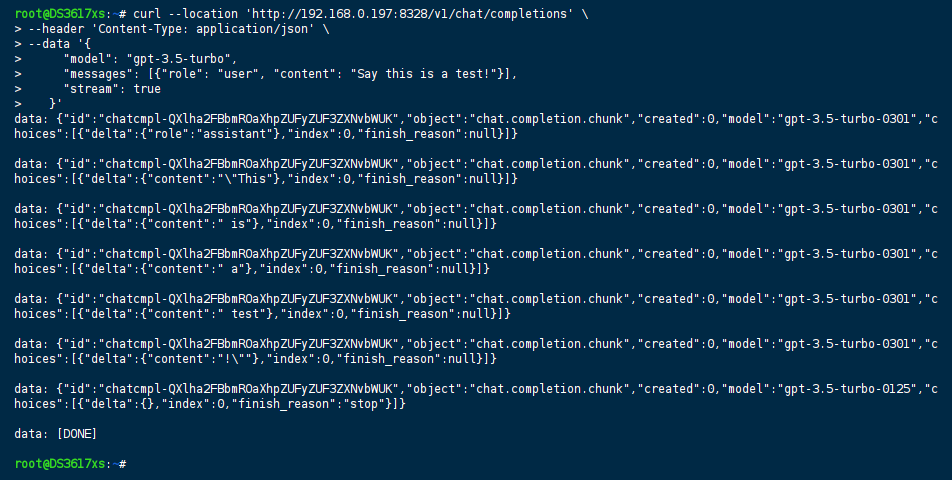 root@DS3617xs:~# curl --location 'http://192.168.0.197:8328/v1/chat/completions' \
> --header 'Content-Type: application/json' \
> --data '{
>      "model": "gpt-3.5-turbo",
>      "messages": [{"role": "user", "content": "Say this is a test!"}],
>      "stream": true
>    }'
data: {"id":"chatcmpl-QXlha2FBbmROaXhpZUFyZUF3ZXNvbWUK","object":"chat.completion.chunk","created":0,"model":"gpt-3.5-turbo-0301","c
hoices":[{"delta":{"role":"assistant"},"index":0,"finish_reason":null}]}

data: {"id":"chatcmpl-QXlha2FBbmROaXhpZUFyZUF3ZXNvbWUK","object":"chat.completion.chunk","created":0,"model":"gpt-3.5-turbo-0301","c
hoices":[{"delta":{"content":"\"This"},"index":0,"finish_reason":null}]}

data: {"id":"chatcmpl-QXlha2FBbmROaXhpZUFyZUF3ZXNvbWUK","object":"chat.completion.chunk","created":0,"model":"gpt-3.5-turbo-0301","c
hoices":[{"delta":{"content":" is"},"index":0,"finish_reason":null}]}

data: {"id":"chatcmpl-QXlha2FBbmROaXhpZUFyZUF3ZXNvbWUK","object":"chat.completion.chunk","created":0,"model":"gpt-3.5-turbo-0301","c
hoices":[{"delta":{"content":" a"},"index":0,"finish_reason":null}]}

data: {"id":"chatcmpl-QXlha2FBbmROaXhpZUFyZUF3ZXNvbWUK","object":"chat.completion.chunk","created":0,"model":"gpt-3.5-turbo-0301","c
hoices":[{"delta":{"content":" test"},"index":0,"finish_reason":null}]}

data: {"id":"chatcmpl-QXlha2FBbmROaXhpZUFyZUF3ZXNvbWUK","object":"chat.completion.chunk","created":0,"model":"gpt-3.5-turbo-0301","c
hoices":[{"delta":{"content":"!\""},"index":0,"finish_reason":null}]}

data: {"id":"chatcmpl-QXlha2FBbmROaXhpZUFyZUF3ZXNvbWUK","object":"chat.completion.chunk","created":0,"model":"gpt-3.5-turbo-0125","c
hoices":[{"delta":{},"index":0,"finish_reason":"stop"}]}

data: [DONE]

root@DS3617xs:~#